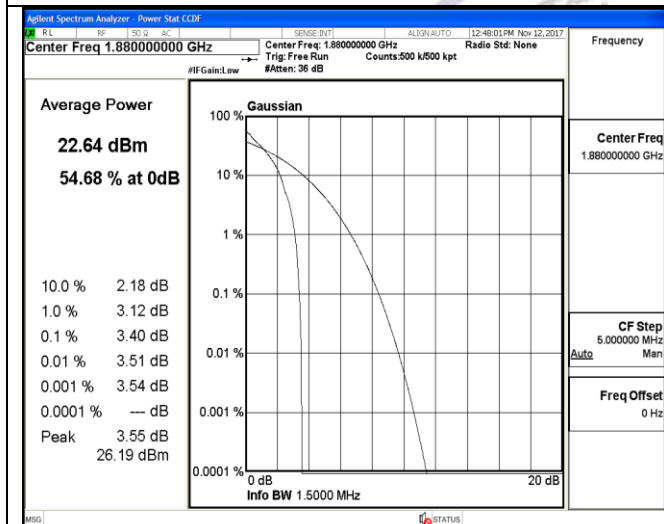 Agilent Spectrum Analyzer - Power Stat CCDF
RL RF 50 Ω AC SENSE:INT ALIGNAUTO 12:48:01PM Nov 12, 2017
Center Freq 1.880000000 GHz
Center Freq: 1.880000000 GHz Radio Std: None
Trig: Free Run Counts:500 k/500 kpt
#IFGain:Low #Atten: 36 dB
Frequency
Average Power
22.64 dBm
54.68 % at 0dB
10.0 % 2.18 dB
1.0 % 3.12 dB
0.1 % 3.40 dB
0.01 % 3.51 dB
0.001 % 3.54 dB
0.0001 % --- dB
Peak 3.55 dB
26.19 dBm
Gaussian
100 %
10 %
1 %
0.1 %
0.01 %
0.001 %
0.0001 %
0 dB 20 dB
Info BW 1.5000 MHz
Center Freq
1.880000000 GHz
CF Step
5.000000 MHz
Auto Man
Freq Offset
0 Hz
MSG STATUS